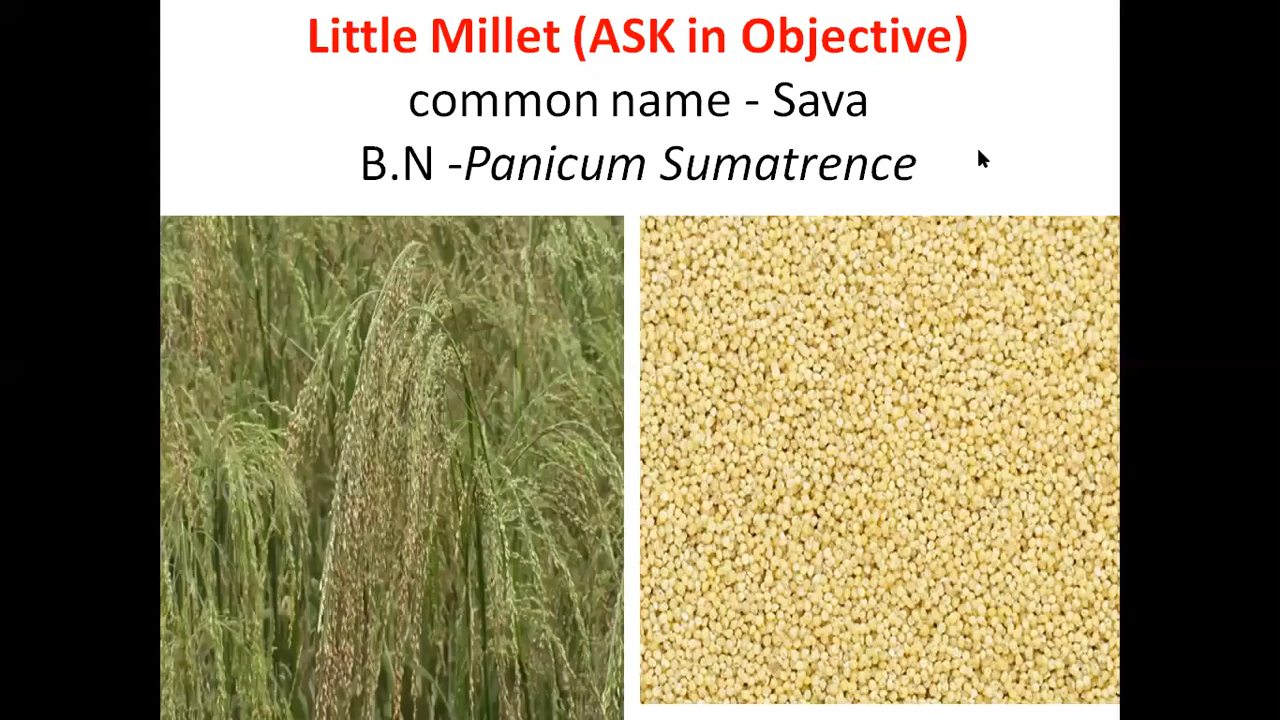 Little Millet (ASK in Objective)
common name - Sava
B.N -Panicum Sumatrence